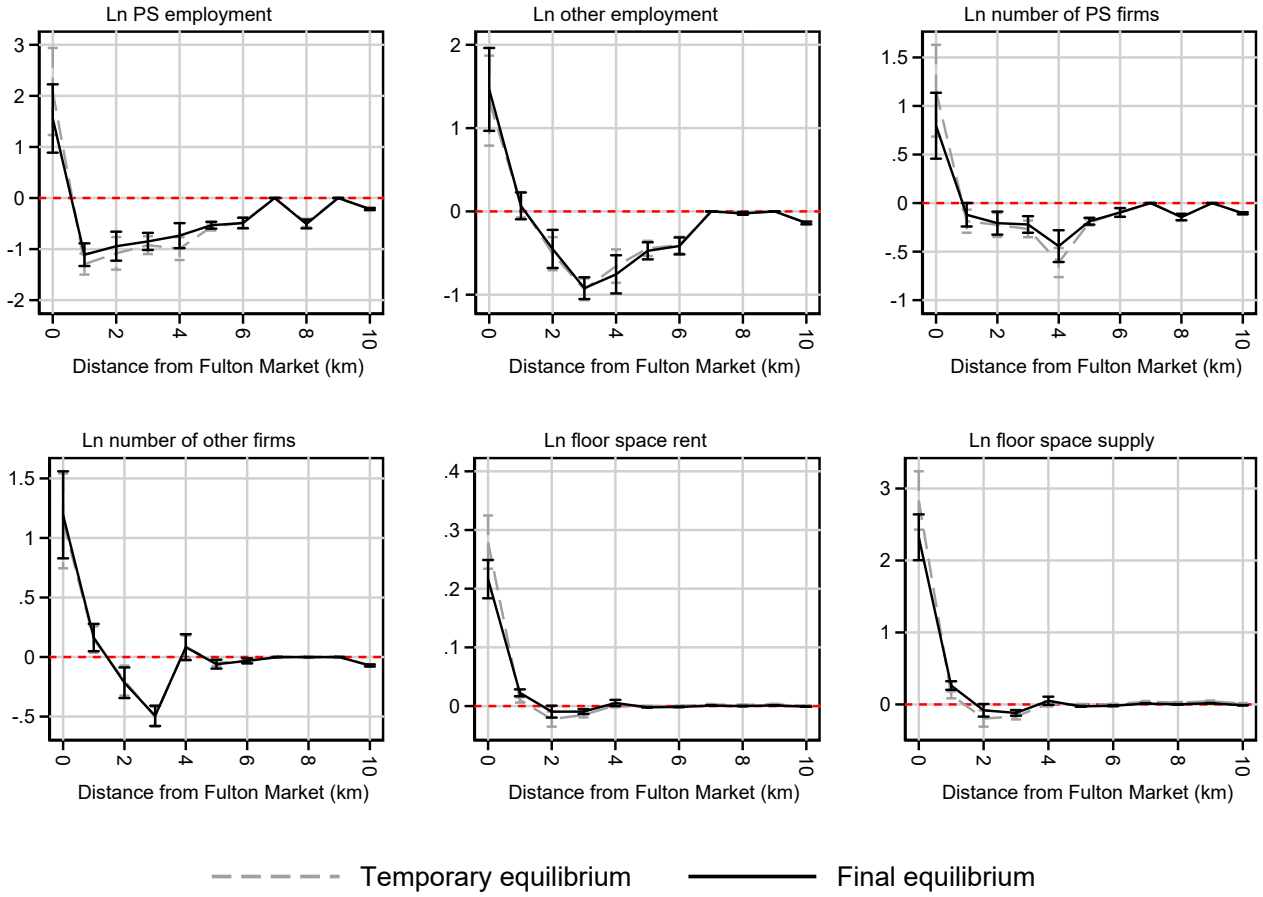 Ln PS employment
3
2
1
0
-1
-2
0 2 4 6 8 10
Distance from Fulton Market (km)
Ln other employment
2
1
0
-1
0 2 4 6 8 10
Distance from Fulton Market (km)
Ln number of PS firms
1.5
1
.5
0
-.5
-1
0 2 4 6 8 10
Distance from Fulton Market (km)
Ln number of other firms
1.5
1
.5
0
-.5
0 2 4 6 8 10
Distance from Fulton Market (km)
Ln floor space rent
.4
.3
.2
.1
0
0 2 4 6 8 10
Distance from Fulton Market (km)
Ln floor space supply
3
2
1
0
0 2 4 6 8 10
Distance from Fulton Market (km)
Temporary equilibrium Final equilibrium